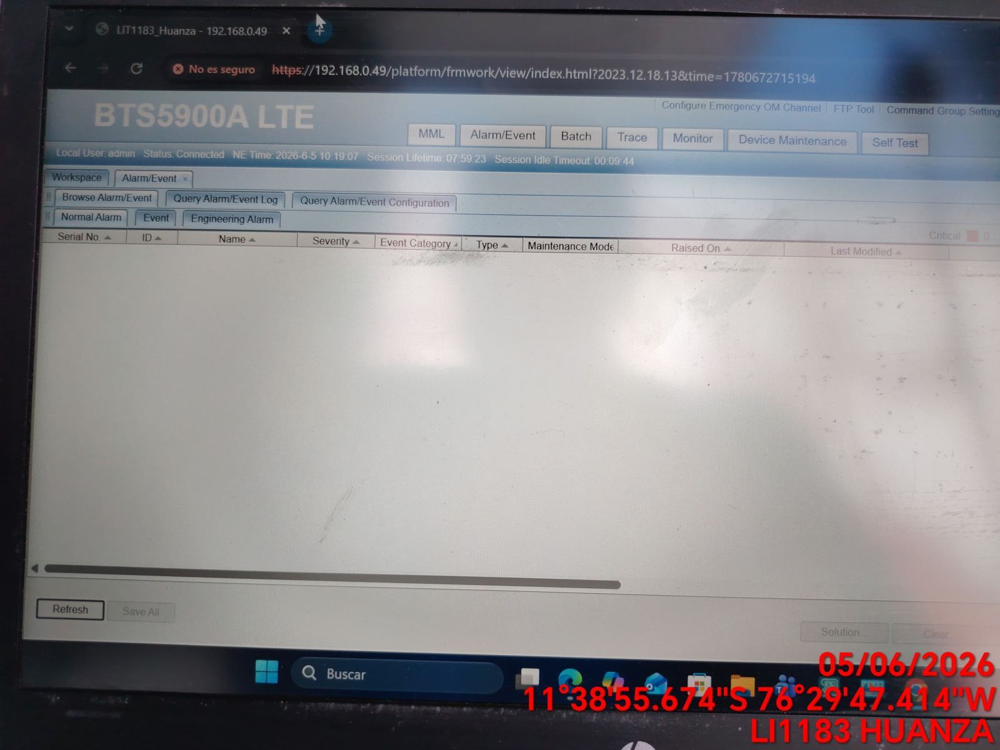 LIT1183_Huanza - 192.168.0.49
No es seguro https://192.168.0.49/platform/frmwork/view/index.html?2023.12.18.13&time=1780672715194
BTS5900A LTE
Configure Emergency OM Channel FTP Tool Command Group Setting
MML Alarm/Event Batch Trace Monitor Device Maintenance Self Test
Local User: admin Status: Connected NE Time: 2026-6-5 10:19:07 Session Lifetime: 07:59:23 Session Idle Timeout: 00:09:44
Workspace Alarm/Event
Browse Alarm/Event Query Alarm/Event Log Query Alarm/Event Configuration
Normal Alarm Event Engineering Alarm
Critical 0
Serial No. ID Name Severity Event Category Type Maintenance Mode Raised On Last Modified
Refresh Save All
Solution... Clear
Buscar
05/06/2026
11°38'55.674"S 76°29'47.414"W
LI1183 HUANZA